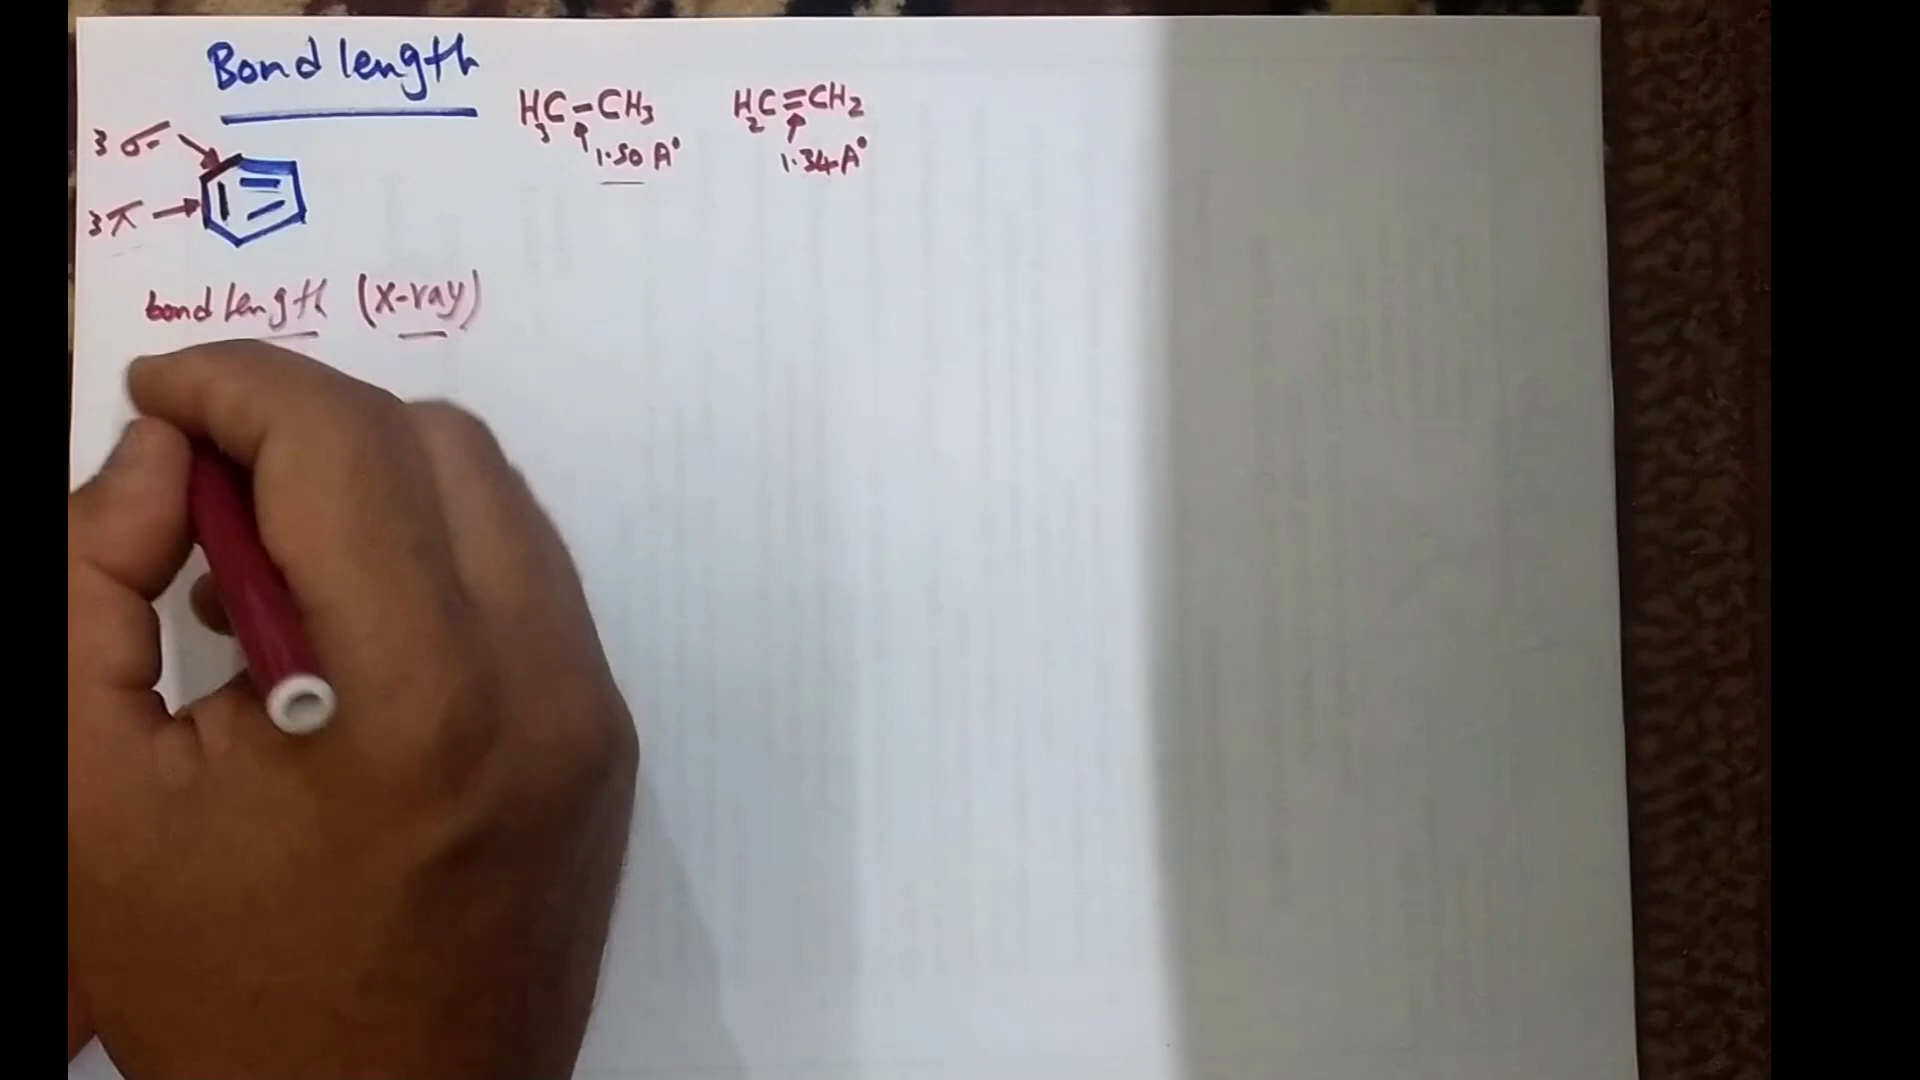 Bond length
H3C-CH3
1.50 A°
H2C=CH2
1.34 A°
3 σ
3 π
bond length (x-ray)